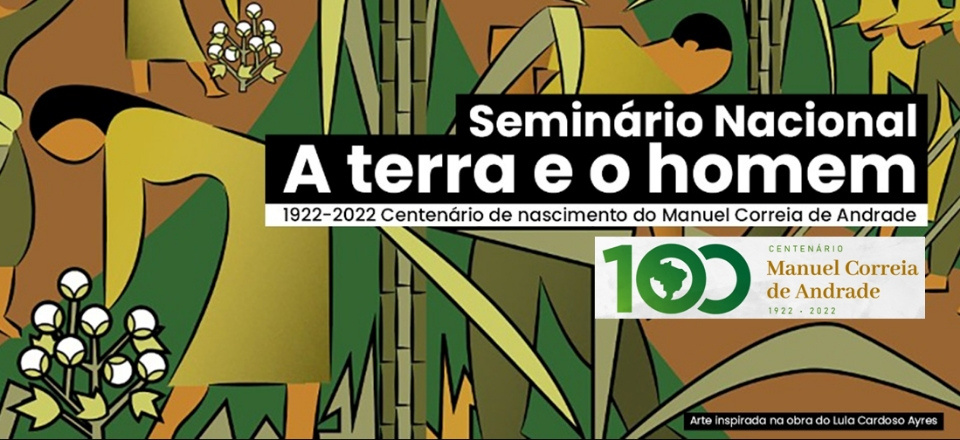 Seminário Nacional
A terra e o homem
1922-2022 Centenário de nascimento do Manuel Correia de Andrade
100
CENTENÁRIO
Manuel Correia
de Andrade
1922 - 2022
Arte inspirada na obra do Lula Cardoso Ayres